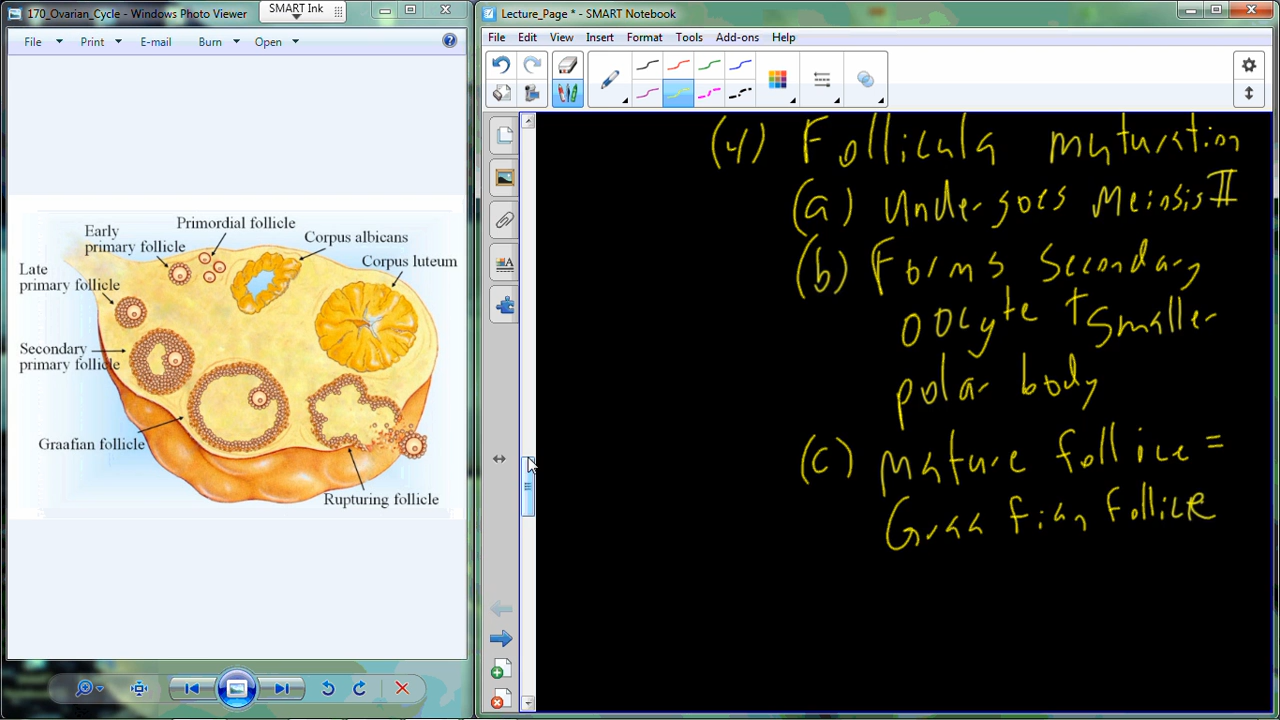 170_Ovarian_Cycle - Windows Photo Viewer
SMART Ink
File Print E-mail Burn Open
Primordial follicle
Early
primary follicle
Corpus albicans
Corpus luteum
Late
primary follicle
Secondary
primary follicle
Graafian follicle
Rupturing follicle
Lecture_Page * - SMART Notebook
File Edit View Insert Format Tools Add-ons Help
(4) Follicula maturation
(a) Undergoes Meiosis II
(b) Forms Secondary
oocyte + smaller
polar body
(c) mature follice =
Graafian Follicle